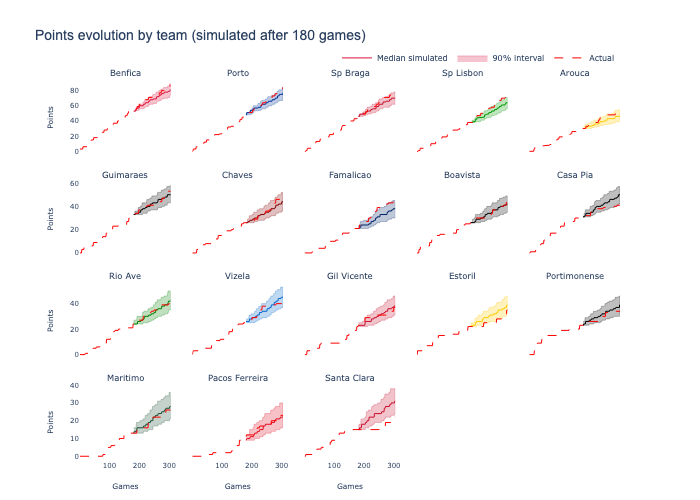 Points evolution by team (simulated after 180 games)
Median simulated 90% interval Actual
Benfica Porto Sp Braga Sp Lisbon Arouca
80
60
40
20
0
Points
Guimaraes Chaves Famalicao Boavista Casa Pia
60
40
20
0
Points
Rio Ave Vizela Gil Vicente Estoril Portimonense
40
20
0
Points
Maritimo Pacos Ferreira Santa Clara
40
30
20
10
0
Points
100 200 300 100 200 300 100 200 300
Games Games Games